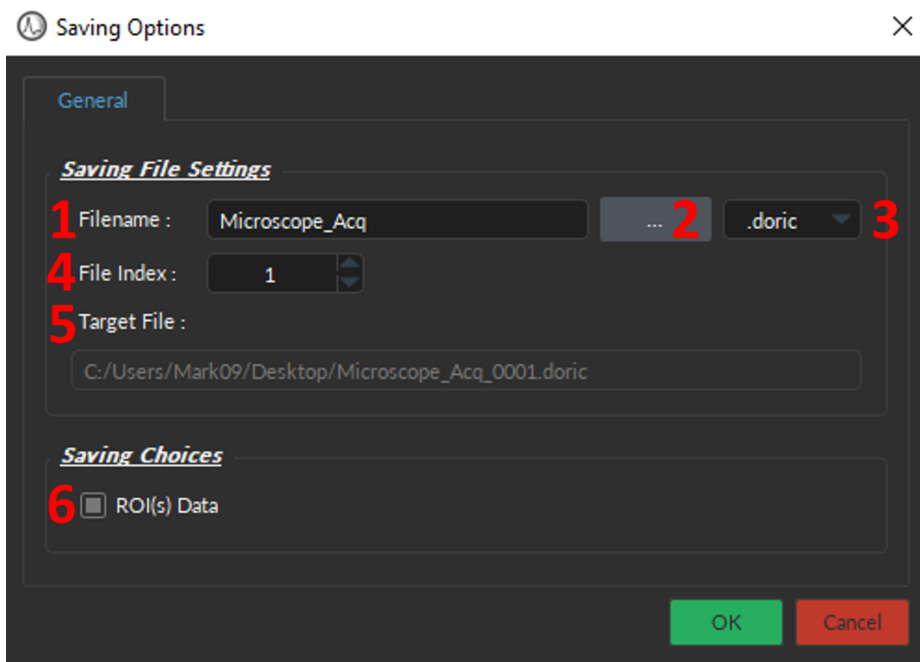 Saving Options
General
Saving File Settings
1 Filename : Microscope_Acq ... 2 .doric 3
4 File Index : 1
5 Target File :
C:/Users/Mark09/Desktop/Microscope_Acq_0001.doric
Saving Choices
6 ROI(s) Data
OK Cancel